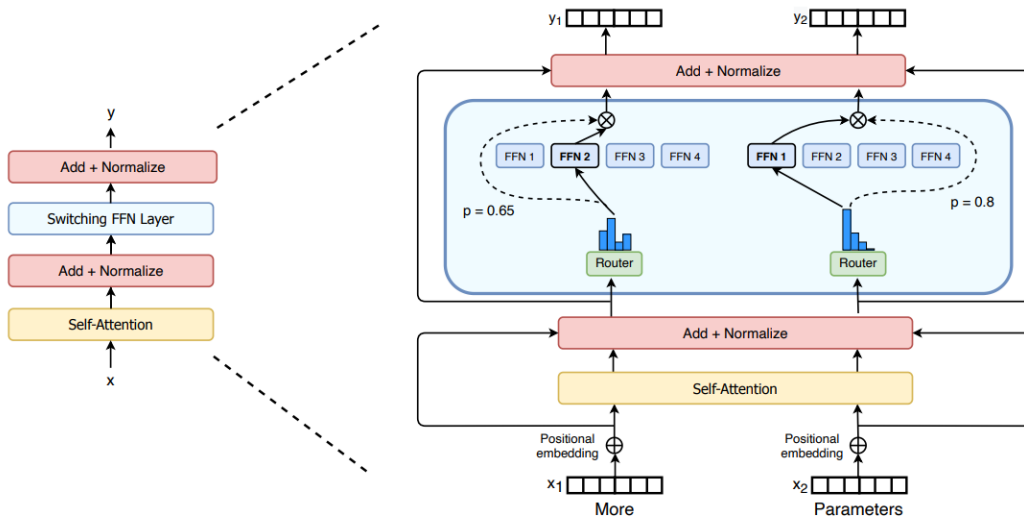 y
Add + Normalize
Switching FFN Layer
Add + Normalize
Self-Attention
x
y₁
y₂
Add + Normalize
FFN 1 FFN 2 FFN 3 FFN 4
FFN 1 FFN 2 FFN 3 FFN 4
p = 0.65
p = 0.8
Router
Router
Add + Normalize
Self-Attention
Positional
embedding
Positional
embedding
x₁
x₂
More
Parameters